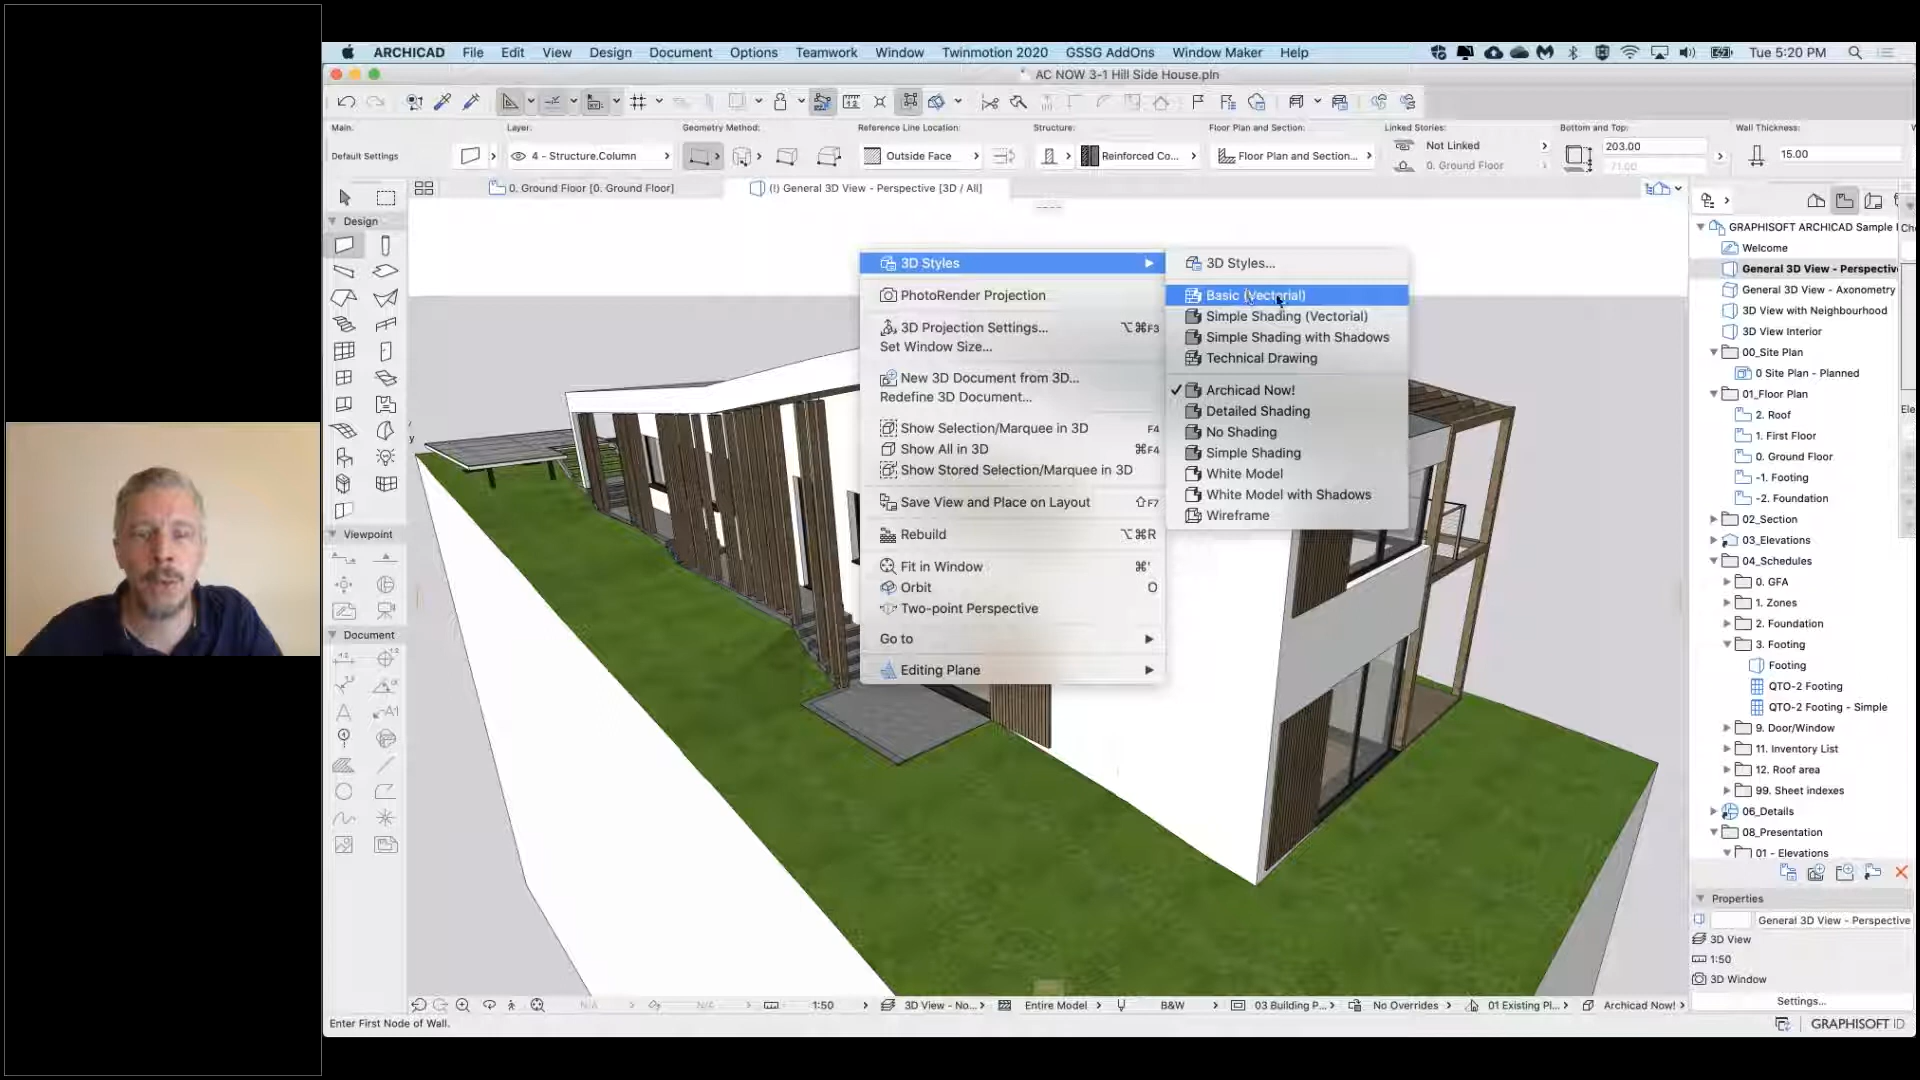 ARCHICAD File Edit View Design Document Options Teamwork Window Twinmotion 2020 GSSG AddOns Window Maker Help Tue 5:20 PM
AC NOW 3-1 Hill Side House.pln
Main: Layer: Geometry Method: Reference Line Location: Structure: Floor Plan and Section: Linked Stories: Bottom and Top: Wall Thickness:
Default Settings 4 - Structure.Column Outside Face Reinforced Co... Floor Plan and Section... Not Linked 203.00 15.00
0. Ground Floor 71.00
0. Ground Floor [0. Ground Floor] (!) General 3D View - Perspective [3D / All]
Design
Viewpoint
Document
3D Styles
PhotoRender Projection
3D Projection Settings... ⌥⌘F3
Set Window Size...
New 3D Document from 3D...
Redefine 3D Document...
Show Selection/Marquee in 3D F4
Show All in 3D ⌘F4
Show Stored Selection/Marquee in 3D
Save View and Place on Layout ⇧F7
Rebuild ⌥⌘R
Fit in Window ⌘'
Orbit O
Two-point Perspective
Go to
Editing Plane
3D Styles...
Basic (Vectorial)
Simple Shading (Vectorial)
Simple Shading with Shadows
Technical Drawing
Archicad Now!
Detailed Shading
No Shading
Simple Shading
White Model
White Model with Shadows
Wireframe
y
GRAPHISOFT ARCHICAD Sample
Welcome
General 3D View - Perspectiv
General 3D View - Axonometry
3D View with Neighbourhood
3D View Interior
00_Site Plan
0 Site Plan - Planned
01_Floor Plan
2. Roof
1. First Floor
0. Ground Floor
-1. Footing
-2. Foundation
02_Section
03_Elevations
04_Schedules
0. GFA
1. Zones
2. Foundation
3. Footing
Footing
QTO-2 Footing
QTO-2 Footing - Simple
9. Door/Window
11. Inventory List
12. Roof area
99. Sheet indexes
06_Details
08_Presentation
01 - Elevations
Properties
General 3D View - Perspective
3D View
1:50
3D Window
Settings...
N/A N/A 1:50 3D View - No... Entire Model B&W 03 Building P... No Overrides 01 Existing Pl... Archicad Now!
Enter First Node of Wall.
GRAPHISOFT ID